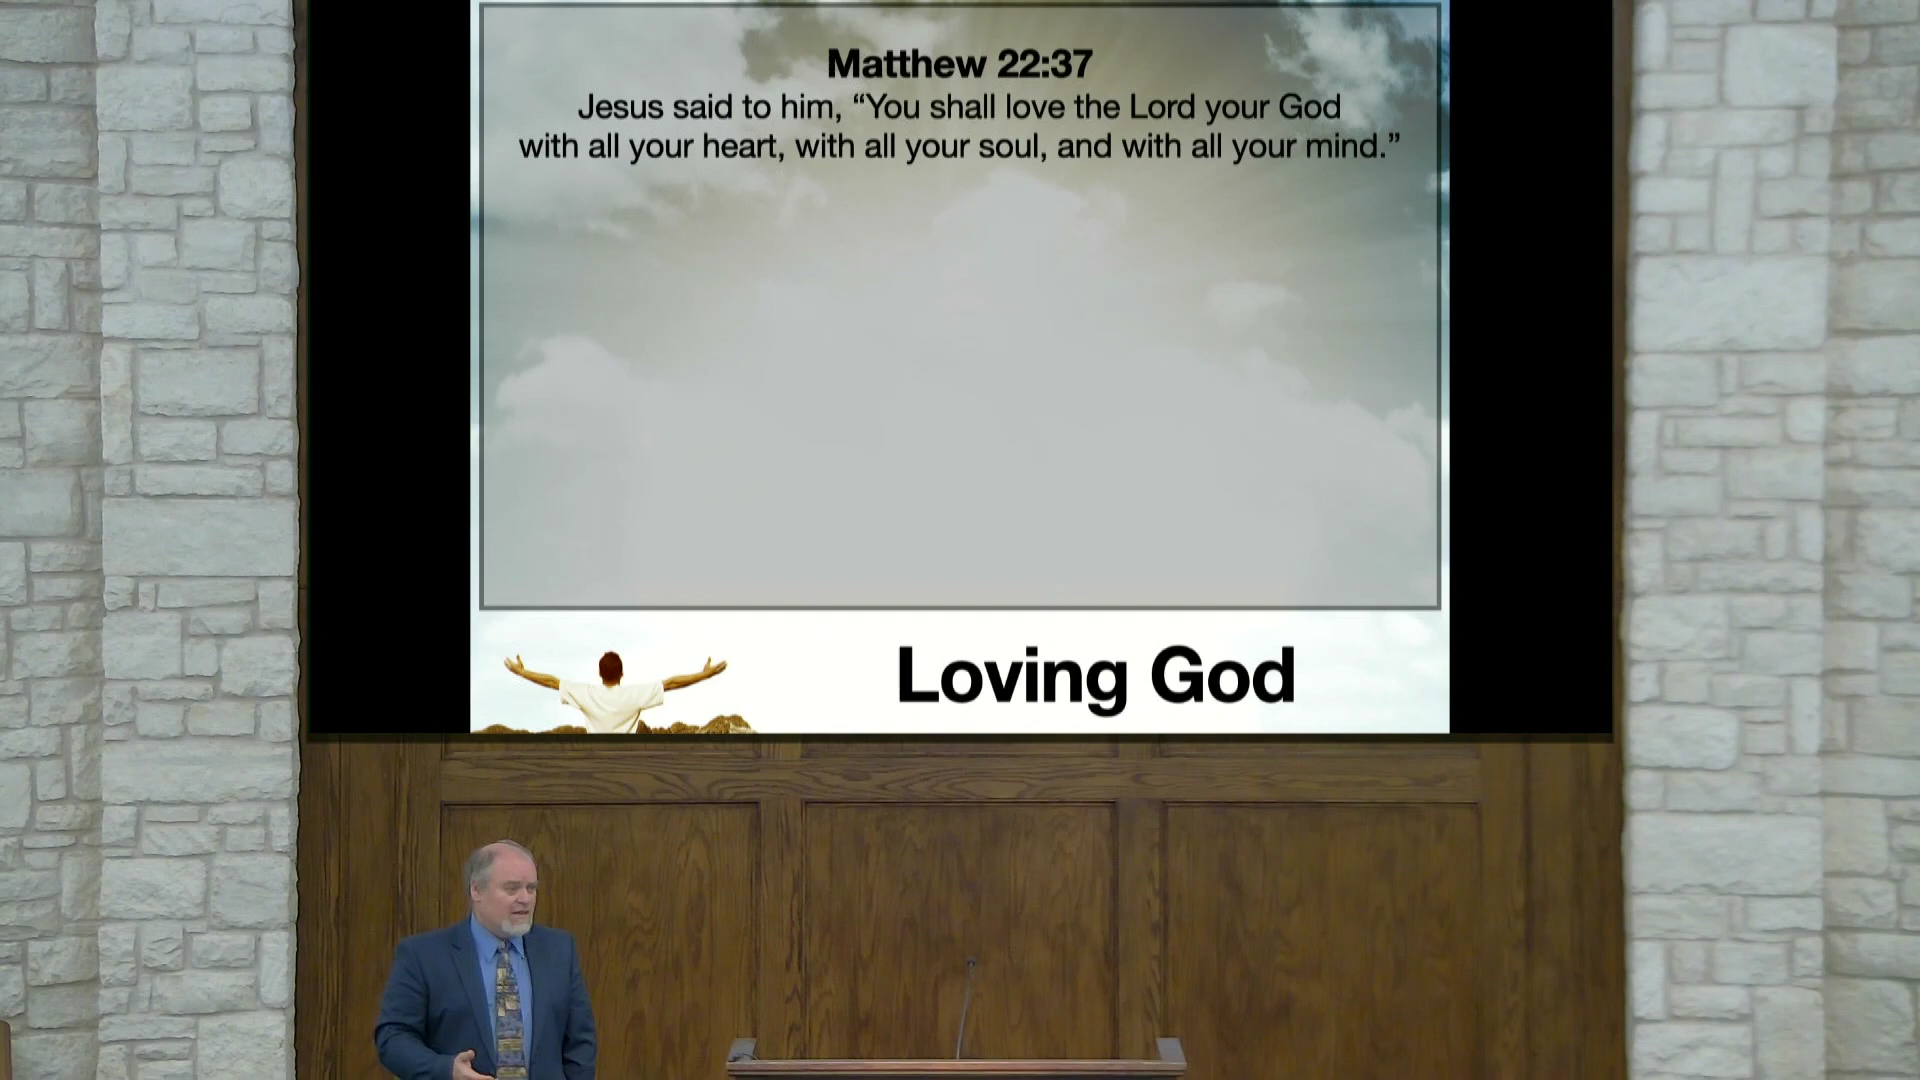 Matthew 22:37
Jesus said to him, “You shall love the Lord your God
with all your heart, with all your soul, and with all your mind.”
Loving God